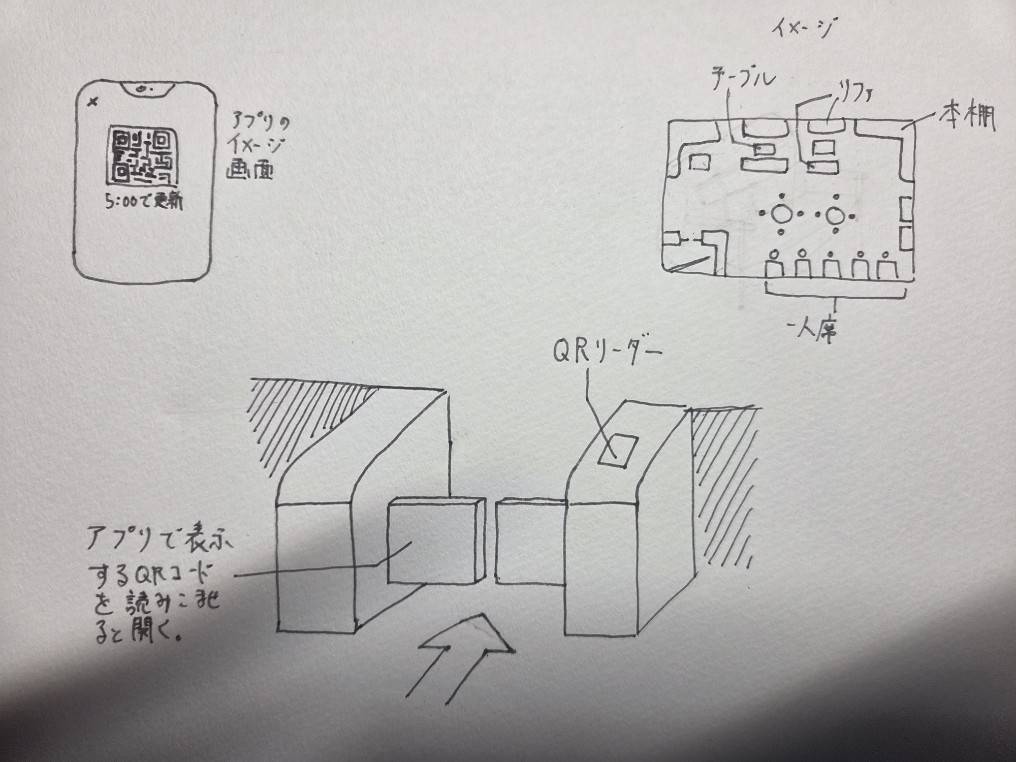 イメージ
テーブル
リファ
本棚
アプリの
イメージ
画面
×
5:00で更新
一人席
QRリーダー
アプリで表示
するQRコード
を読みこませ
ると開く。